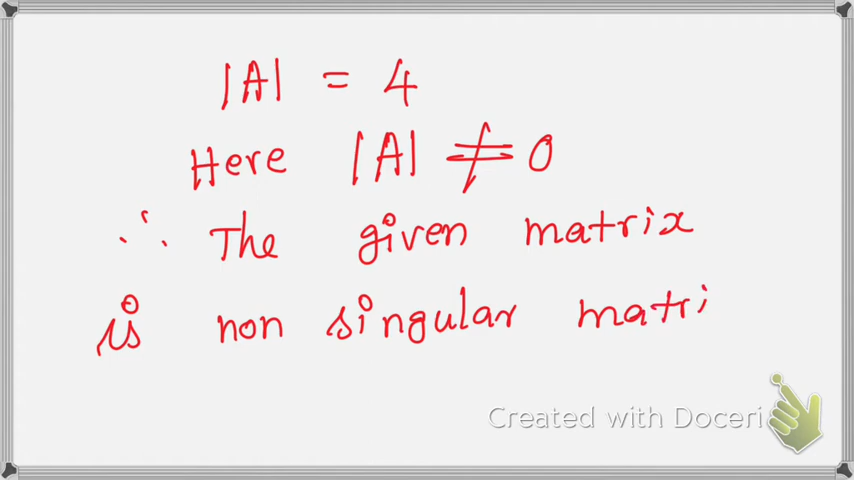 |A| = 4
Here |A| ≠ 0
∴ The given matrix
is non singular matri
Created with Doceri